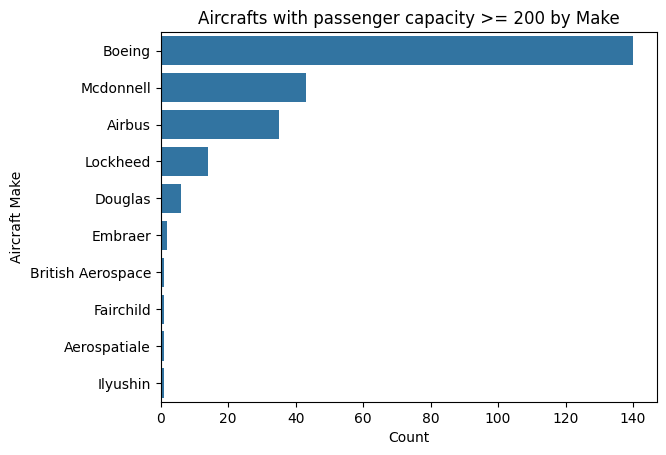 Aircrafts with passenger capacity >= 200 by Make
Aircraft Make
Boeing
Mcdonnell
Airbus
Lockheed
Douglas
Embraer
British Aerospace
Fairchild
Aerospatiale
Ilyushin
0 20 40 60 80 100 120 140
Count